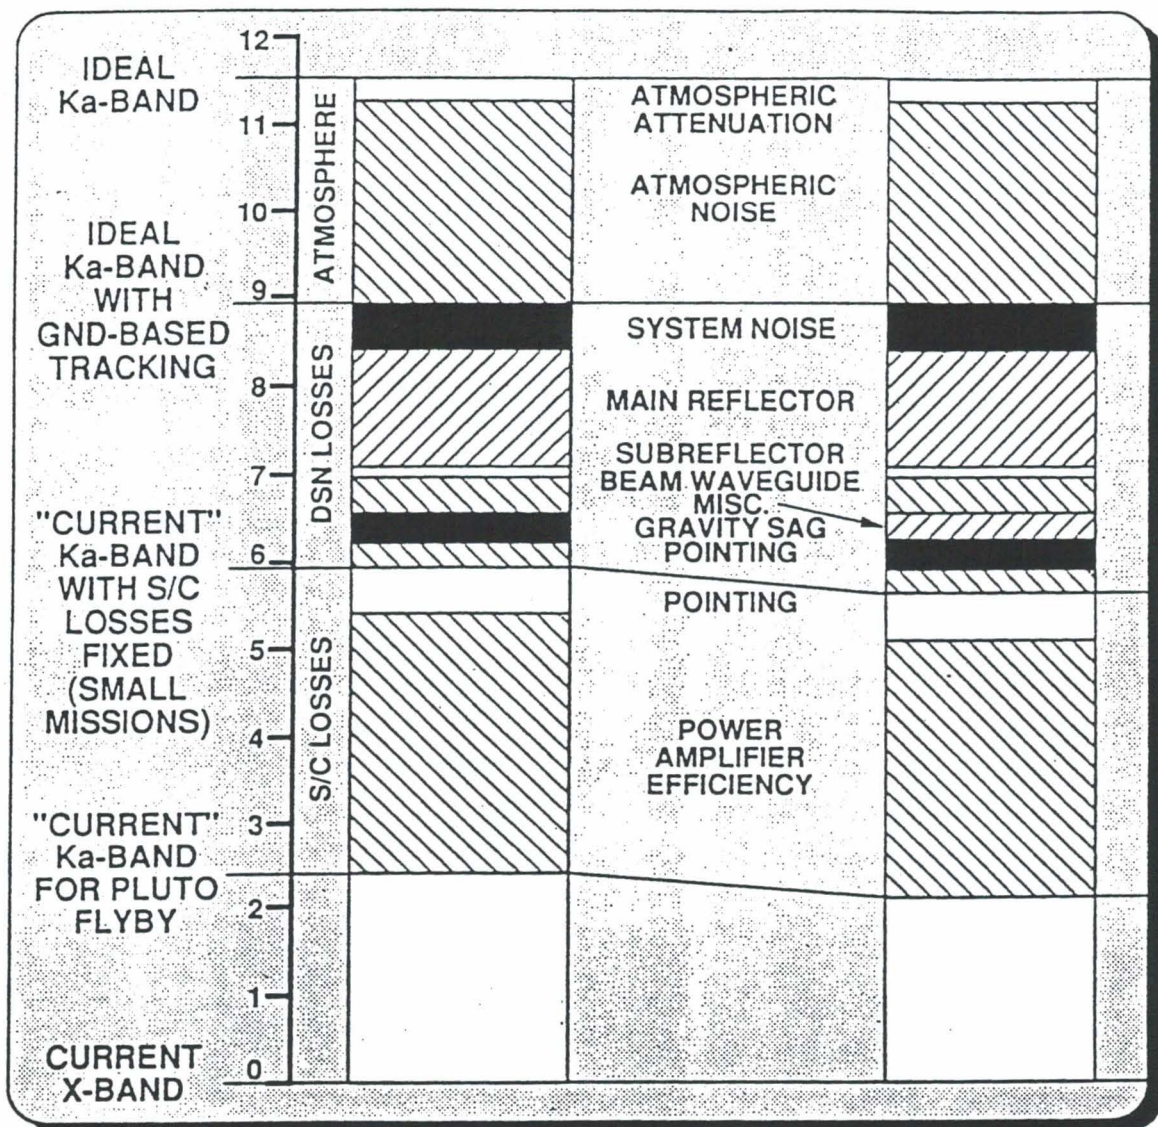 IDEAL
Ka-BAND
IDEAL
Ka-BAND
WITH
GND-BASED
TRACKING
"CURRENT"
Ka-BAND
WITH S/C
LOSSES
FIXED
(SMALL
MISSIONS)
"CURRENT"
Ka-BAND
FOR PLUTO
FLYBY
CURRENT
X-BAND
12
11
10
9
8
7
6
5
4
3
2
1
0
ATMOSPHERE
DSN LOSSES
S/C LOSSES
ATMOSPHERIC
ATTENUATION
ATMOSPHERIC
NOISE
SYSTEM NOISE
MAIN REFLECTOR
SUBREFLECTOR
BEAM WAVEGUIDE
MISC.
GRAVITY SAG
POINTING
POINTING
POWER
AMPLIFIER
EFFICIENCY